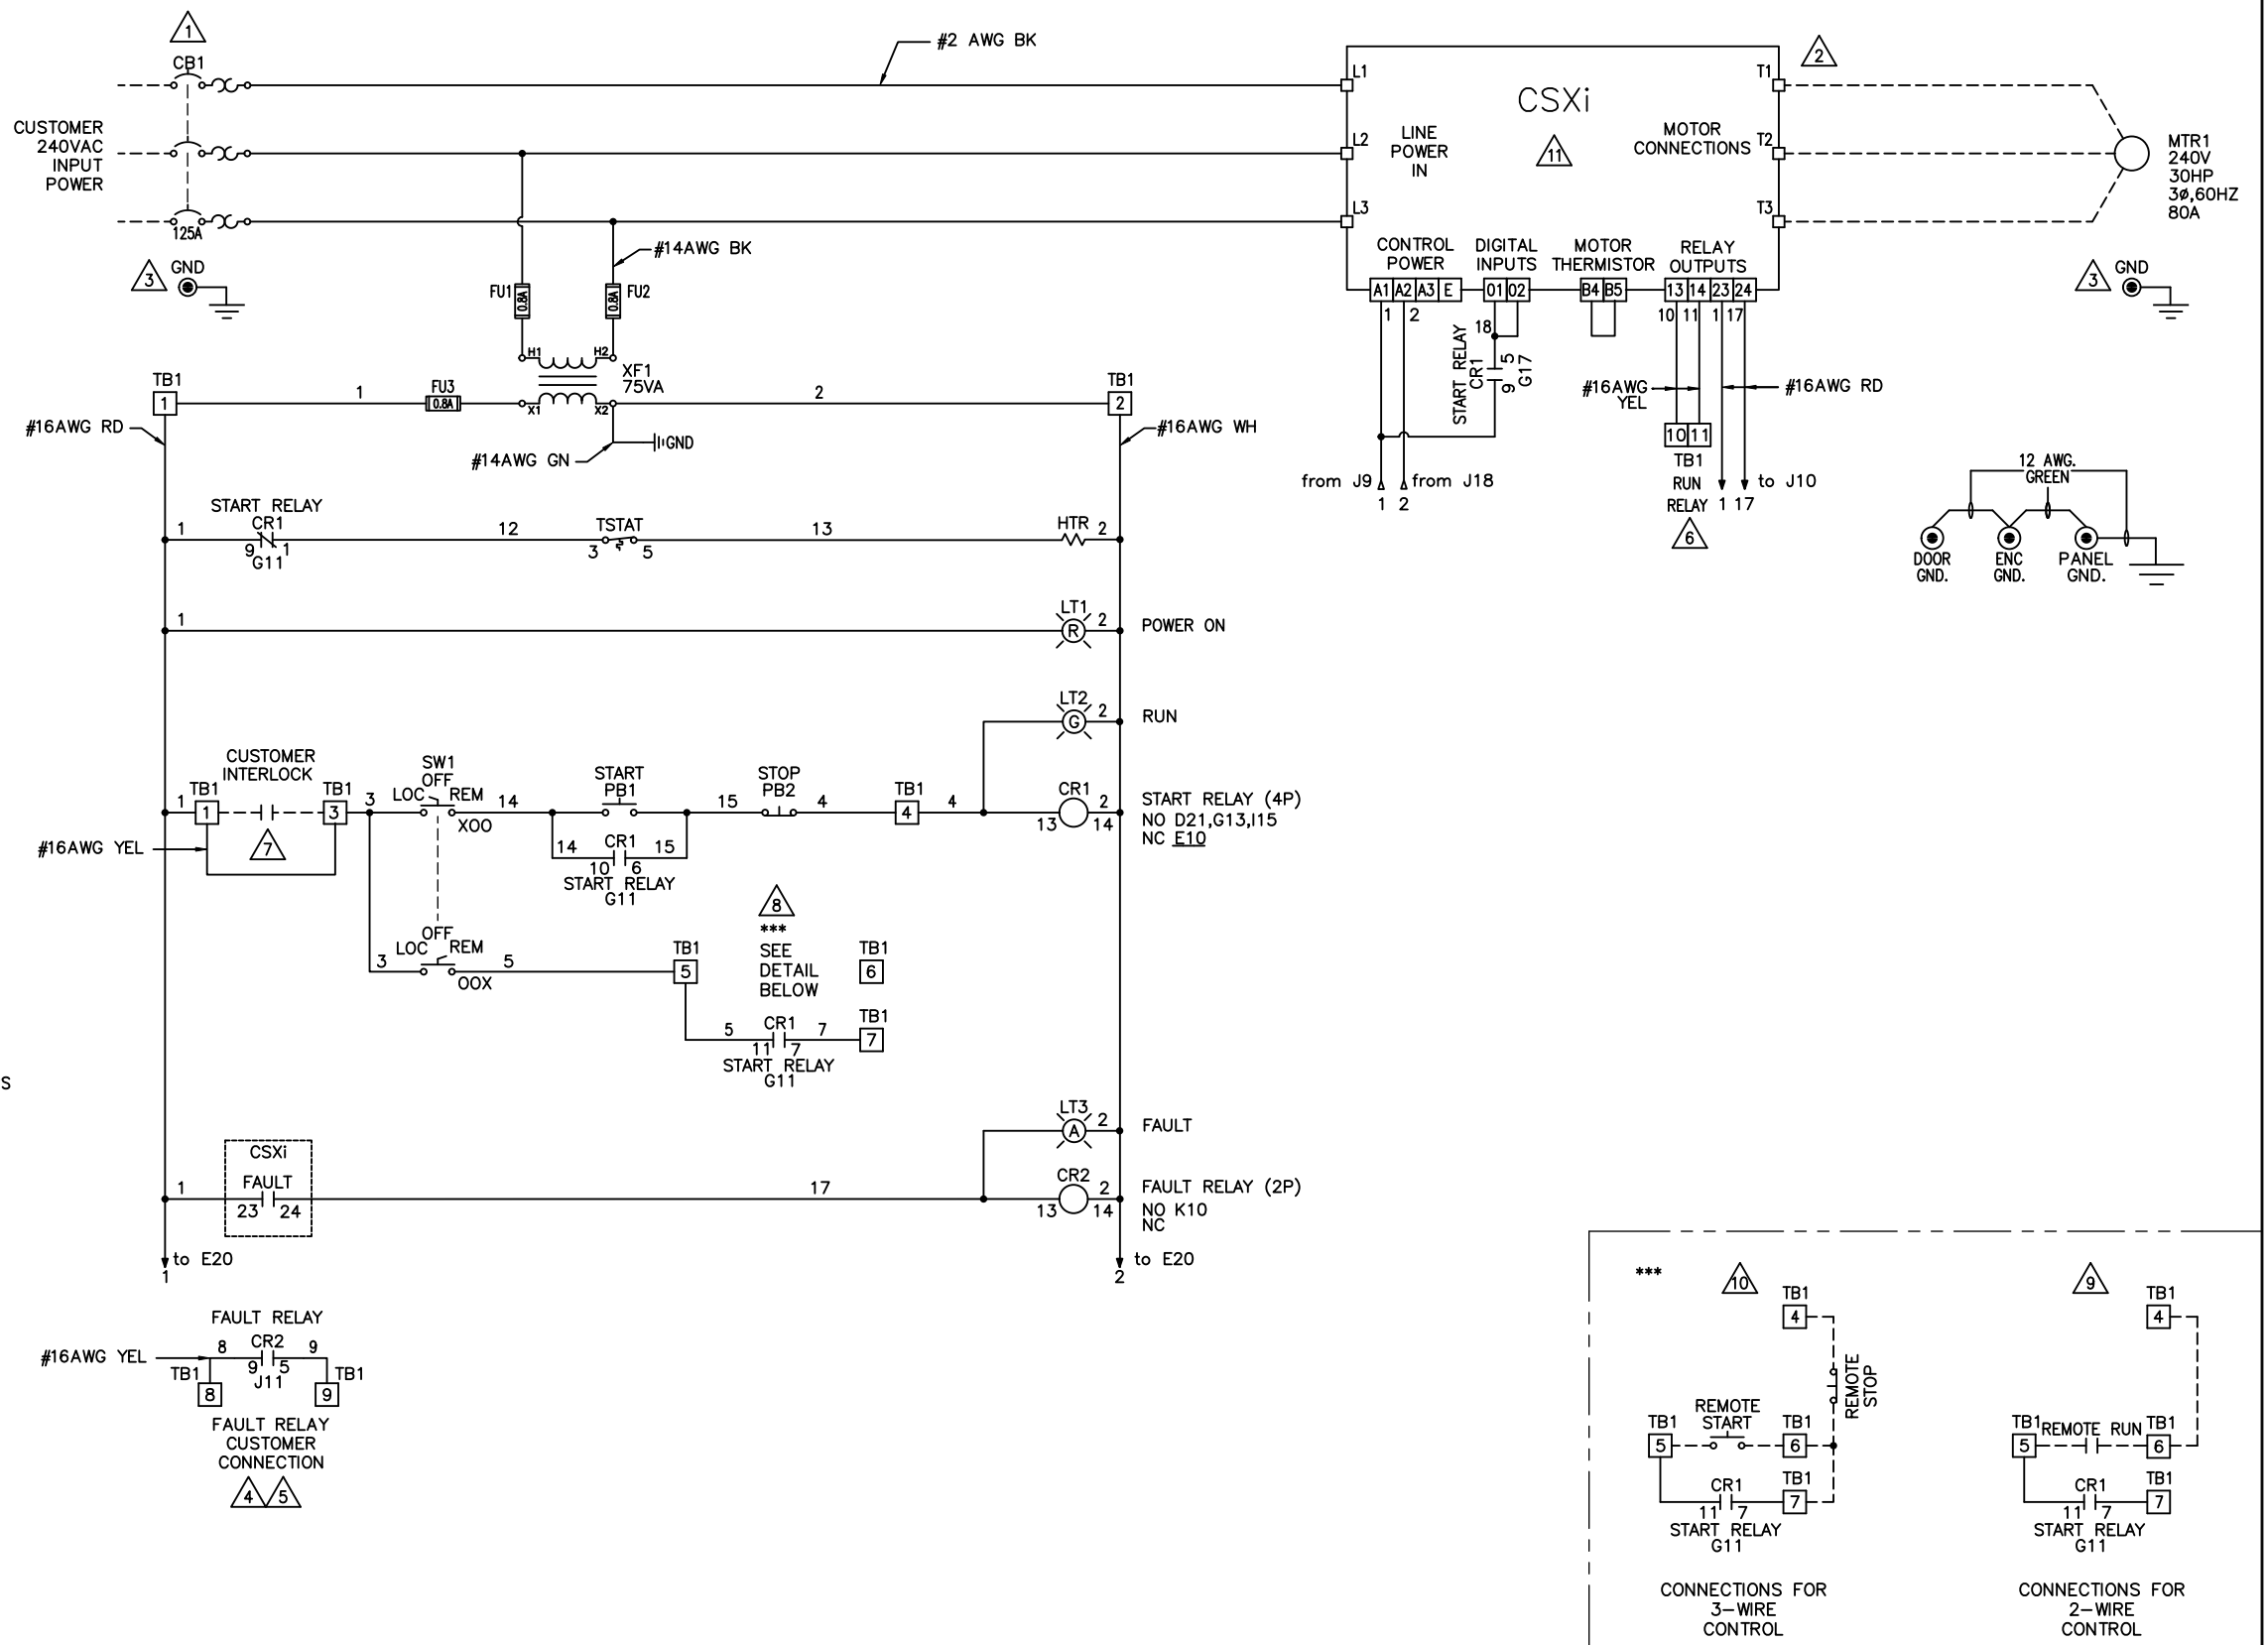 1
CB1
#2 AWG BK
CUSTOMER
240VAC
INPUT
POWER
125A
3
GND
L1
L2
L3
CSXi
LINE
POWER
IN
11
MOTOR
CONNECTIONS
T1
T2
T3
2
MTR1
240V
30HP
3ø,60HZ
80A
3
GND
CONTROL
POWER
DIGITAL
INPUTS
MOTOR
THERMISTOR
RELAY
OUTPUTS
A1 A2 A3 E
01 02
B4 B5
13 14 23 24
1 2
18
10 11 1 17
START RELAY
CR1
9 5
G17
#16AWG
YEL
#16AWG RD
10 11
TB1
RUN
RELAY
6
1 17
to J10
from J9
from J18
1 2
#14AWG BK
FU1
0.8A
FU2
0.8A
H1 H2
XF1
75VA
X1 X2
TB1
1
1
FU3
0.8A
2
TB1
2
#16AWG RD
#14AWG GN
GND
#16AWG WH
12 AWG.
GREEN
DOOR
GND.
ENC
GND.
PANEL
GND.
START RELAY
CR1
1
9 1
G11
12
TSTAT
3 5
13
HTR
2
1
LT1
R
2
POWER ON
LT2
G
2
RUN
CUSTOMER
INTERLOCK
1
TB1
1
TB1
3
7
#16AWG YEL
3
SW1
OFF
LOC REM
XOO
14
START
PB1
14
CR1
15
10 6
START RELAY
G11
15
STOP
PB2
4
TB1
4
4
CR1
13 14
2
START RELAY (4P)
NO D21,G13,I15
NC E10
OFF
LOC REM
3
OOX
5
TB1
5
8
***
SEE
DETAIL
BELOW
TB1
6
5
CR1
7
11 7
START RELAY
G11
TB1
7
S
LT3
A
2
FAULT
CSXi
FAULT
1
23 24
17
CR2
13 14
2
FAULT RELAY (2P)
NO K10
NC
to E20
1
to E20
2
FAULT RELAY
#16AWG YEL
8
CR2
9
9 5
J11
TB1
8
TB1
9
FAULT RELAY
CUSTOMER
CONNECTION
4 5
***
10
TB1
4
REMOTE
STOP
REMOTE
START
TB1
5
TB1
6
TB1
7
CR1
11 7
START RELAY
G11
CONNECTIONS FOR
3-WIRE
CONTROL
9
TB1
4
TB1
5
REMOTE RUN
TB1
6
TB1
7
CR1
11 7
START RELAY
G11
CONNECTIONS FOR
2-WIRE
CONTROL